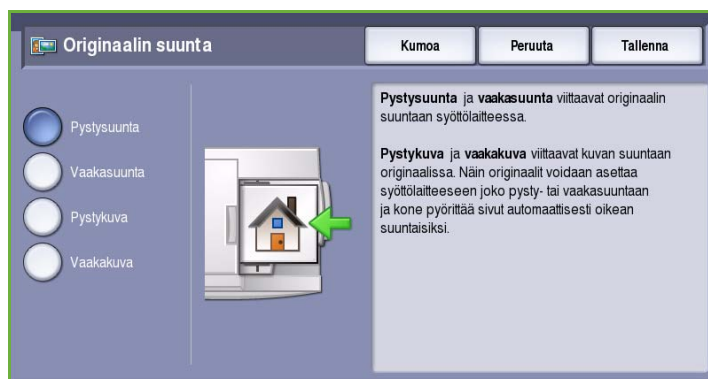 Originaalin suunta
Kumoa
Peruuta
Tallenna
Pystysuunta
Vaakasuunta
Pystykuva
Vaakakuva
Pystysuunta ja vaakasuunta viittaavat originaalin
suuntaan syöttölaitteessa.
Pystykuva ja vaakakuva viittaavat kuvan suuntaan
originaalissa. Näin originaalit voidaan asettaa
syöttölaitteeseen joko pysty- tai vaakasuuntaan
ja kone pyörittää sivut automaattisesti oikean
suuntaisiksi.